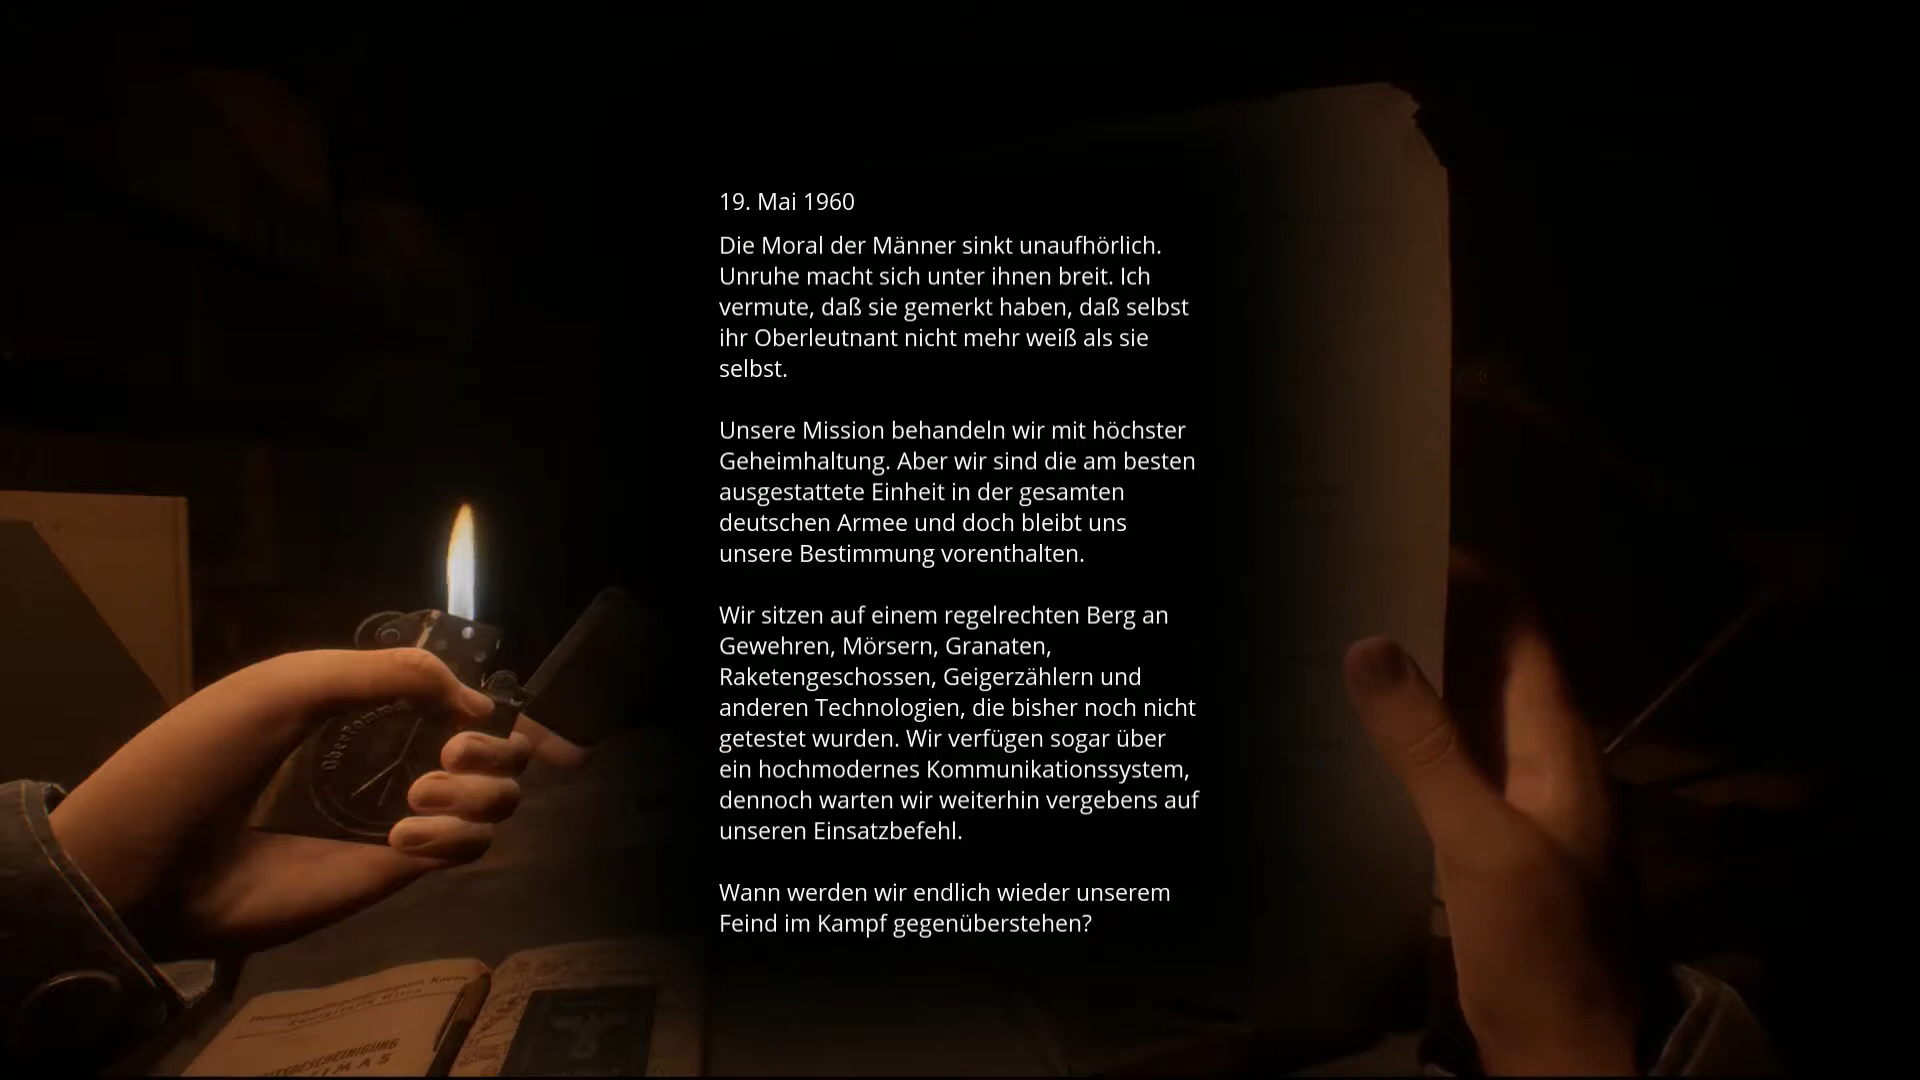 19. Mai 1960
Die Moral der Männer sinkt unaufhörlich.
Unruhe macht sich unter ihnen breit. Ich
vermute, daß sie gemerkt haben, daß selbst
ihr Oberleutnant nicht mehr weiß als sie
selbst.
Unsere Mission behandeln wir mit höchster
Geheimhaltung. Aber wir sind die am besten
ausgestattete Einheit in der gesamten
deutschen Armee und doch bleibt uns
unsere Bestimmung vorenthalten.
Wir sitzen auf einem regelrechten Berg an
Gewehren, Mörsern, Granaten,
Raketengeschossen, Geigerzählern und
anderen Technologien, die bisher noch nicht
getestet wurden. Wir verfügen sogar über
ein hochmodernes Kommunikationssystem,
dennoch warten wir weiterhin vergebens auf
unseren Einsatzbefehl.
Wann werden wir endlich wieder unserem
Feind im Kampf gegenüberstehen?